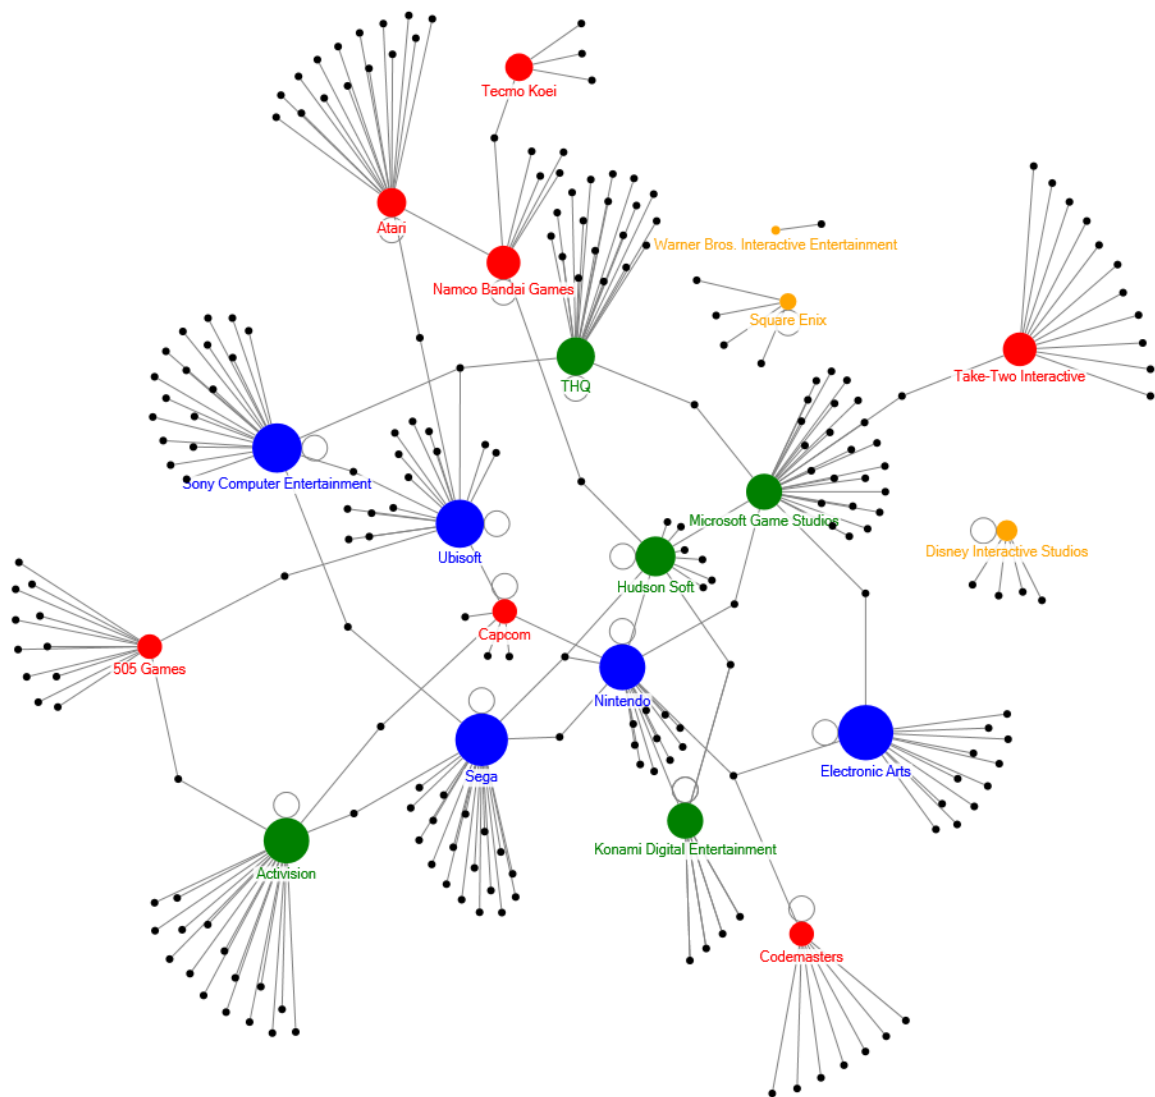 Tecmo Koei
Atari
Warner Bros. Interactive Entertainment
Namco Bandai Games
Square Enix
Take-Two Interactive
THQ
Sony Computer Entertainment
Microsoft Game Studios
Disney Interactive Studios
Ubisoft
Hudson Soft
Capcom
505 Games
Nintendo
Electronic Arts
Sega
Konami Digital Entertainment
Activision
Codemasters